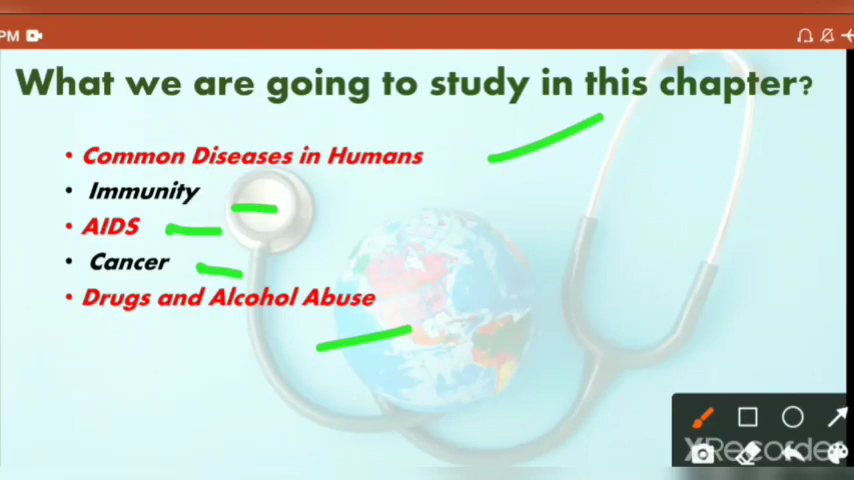 PM
What we are going to study in this chapter?
• Common Diseases in Humans
• Immunity
• AIDS
• Cancer
• Drugs and Alcohol Abuse
XRecorder